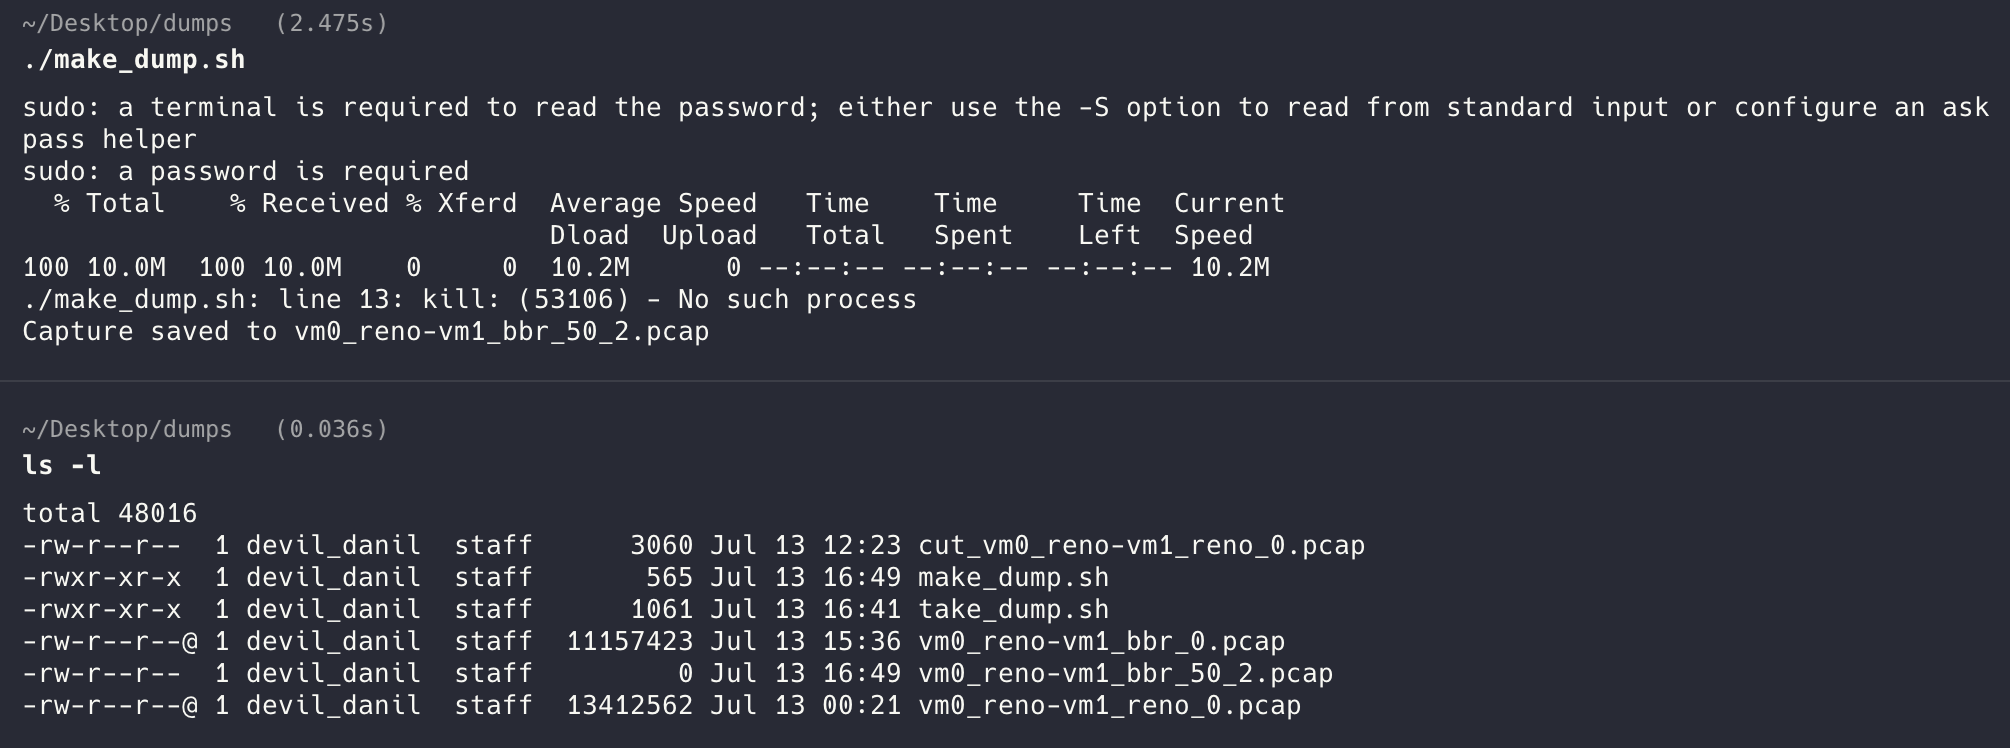 ~/Desktop/dumps (2.475s)
./make_dump.sh
sudo: a terminal is required to read the password; either use the -S option to read from standard input or configure an ask
pass helper
sudo: a password is required
  % Total    % Received % Xferd  Average Speed   Time    Time     Time  Current
                                 Dload  Upload   Total   Spent    Left  Speed
100 10.0M  100 10.0M    0     0  10.2M      0 --:--:-- --:--:-- --:--:-- 10.2M
./make_dump.sh: line 13: kill: (53106) - No such process
Capture saved to vm0_reno-vm1_bbr_50_2.pcap
~/Desktop/dumps (0.036s)
ls -l
total 48016
-rw-r--r--  1 devil_danil  staff      3060 Jul 13 12:23 cut_vm0_reno-vm1_reno_0.pcap
-rwxr-xr-x  1 devil_danil  staff       565 Jul 13 16:49 make_dump.sh
-rwxr-xr-x  1 devil_danil  staff      1061 Jul 13 16:41 take_dump.sh
-rw-r--r--@ 1 devil_danil  staff  11157423 Jul 13 15:36 vm0_reno-vm1_bbr_0.pcap
-rw-r--r--  1 devil_danil  staff         0 Jul 13 16:49 vm0_reno-vm1_bbr_50_2.pcap
-rw-r--r--@ 1 devil_danil  staff  13412562 Jul 13 00:21 vm0_reno-vm1_reno_0.pcap